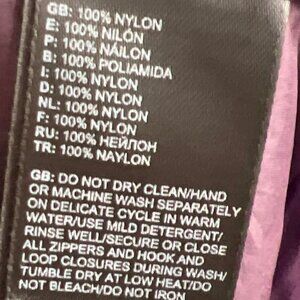 GB: 100% NYLON
E: 100% NILÓN
P: 100% NÁILON
B: 100% POLIAMIDA
I: 100% NYLON
D: 100% NYLON
NL: 100% NYLON
F: 100% NYLON
RU: 100% НЕЙЛОН
TR: 100% NAYLON
GB: DO NOT DRY CLEAN/HAND
OR MACHINE WASH SEPARATELY
ON DELICATE CYCLE IN WARM
WATER/USE MILD DETERGENT/
RINSE WELL/SECURE OR CLOSE
ALL ZIPPERS AND HOOK AND
LOOP CLOSURES DURING WASH/
TUMBLE DRY AT LOW HEAT/DO
NOT BLEACH/DO NOT IRON